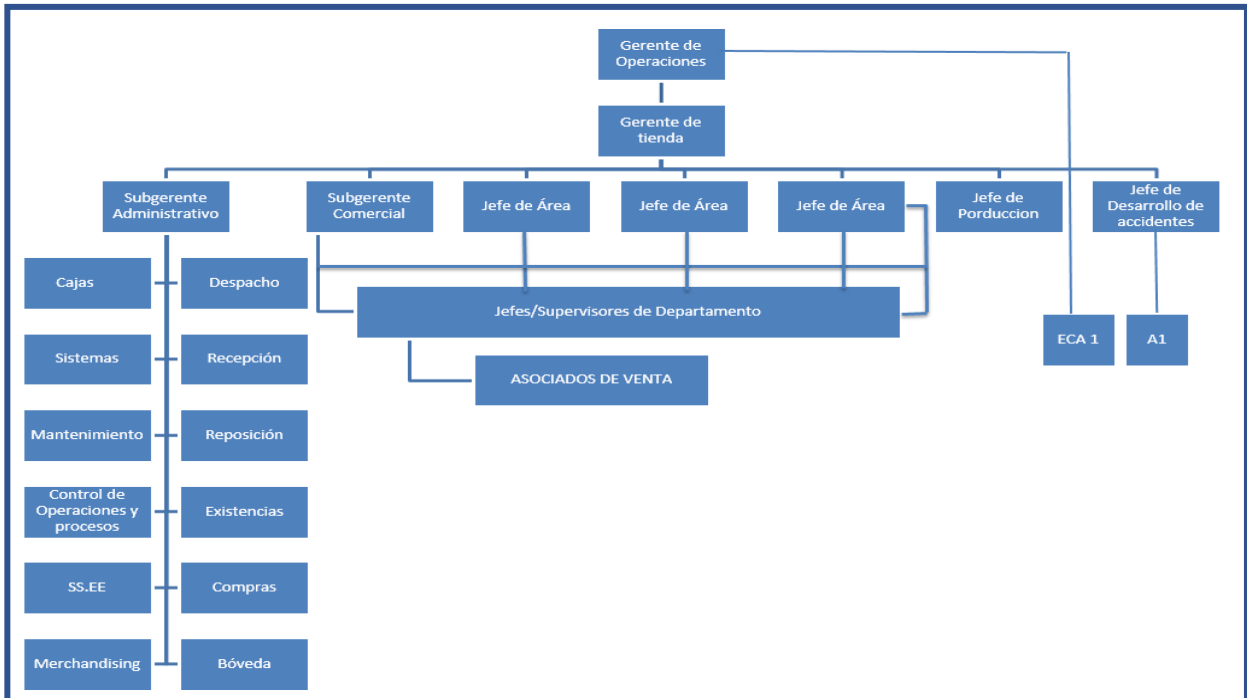 Gerente de
Operaciones
Gerente de
tienda
Subgerente
Administrativo
Subgerente
Comercial
Jefe de Área
Jefe de Área
Jefe de Área
Jefe de
Porduccion
Jefe de
Desarrollo de
accidentes
Cajas
Despacho
Jefes/Supervisores de Departamento
ECA 1
A1
Sistemas
Recepción
ASOCIADOS DE VENTA
Mantenimiento
Reposición
Control de
Operaciones y
procesos
Existencias
SS.EE
Compras
Merchandising
Bóveda